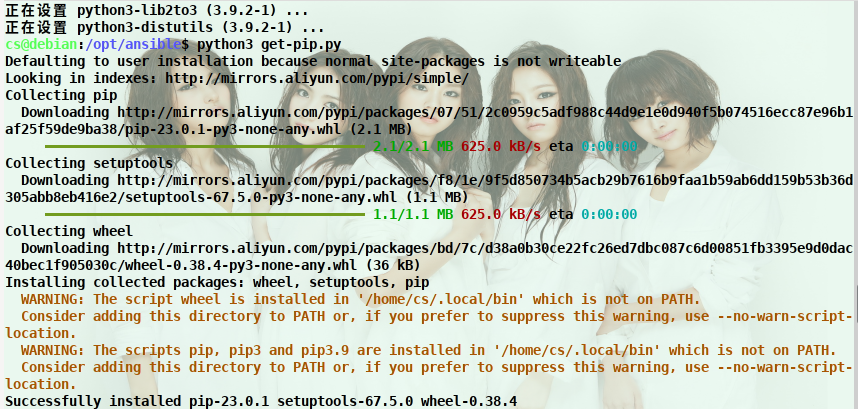 正在设置 python3-lib2to3 (3.9.2-1) ...
正在设置 python3-distutils (3.9.2-1) ...
cs@debian:/opt/ansible$ python3 get-pip.py
Defaulting to user installation because normal site-packages is not writeable
Looking in indexes: http://mirrors.aliyun.com/pypi/simple/
Collecting pip
  Downloading http://mirrors.aliyun.com/pypi/packages/07/51/2c0959c5adf988c44d9e1e0d940f5b074516ecc87e96b1
af25f59de9ba38/pip-23.0.1-py3-none-any.whl (2.1 MB)
2.1/2.1 MB 625.0 kB/s eta 0:00:00
Collecting setuptools
  Downloading http://mirrors.aliyun.com/pypi/packages/f8/1e/9f5d850734b5acb29b7616b9faa1b59ab6dd159b53b36d
305abb8eb416e2/setuptools-67.5.0-py3-none-any.whl (1.1 MB)
1.1/1.1 MB 625.0 kB/s eta 0:00:00
Collecting wheel
  Downloading http://mirrors.aliyun.com/pypi/packages/bd/7c/d38a0b30ce22fc26ed7dbc087c6d00851fb3395e9d0dac
40bec1f905030c/wheel-0.38.4-py3-none-any.whl (36 kB)
Installing collected packages: wheel, setuptools, pip
  WARNING: The script wheel is installed in '/home/cs/.local/bin' which is not on PATH.
  Consider adding this directory to PATH or, if you prefer to suppress this warning, use --no-warn-script-
location.
  WARNING: The scripts pip, pip3 and pip3.9 are installed in '/home/cs/.local/bin' which is not on PATH.
  Consider adding this directory to PATH or, if you prefer to suppress this warning, use --no-warn-script-
location.
Successfully installed pip-23.0.1 setuptools-67.5.0 wheel-0.38.4